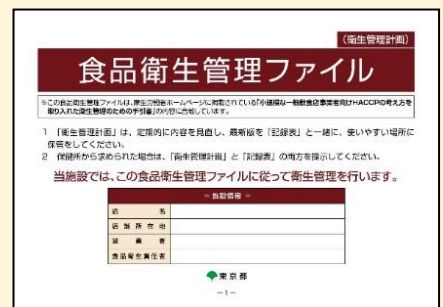 （衛生管理計画）
食品衛生管理ファイル
※この食品衛生管理ファイルは、厚生労働省ホームページに掲載されている「小規模な一般飲食店事業者向けHACCPの考え方を
取り入れた衛生管理のための手引書」の内容に合致しています。
1 「衛生管理計画」は、定期的に内容を見直し、最新版を「記録表」と一緒に、使いやすい場所に
保管をしてください。
2 保健所から求められた場合は、「衛生管理計画」と「記録表」の両方を提示してください。
当施設では、この食品衛生管理ファイルに従って衛生管理を行います。
－ 施設情報 －
店名
店舗所在地
営業者
食品衛生責任者
東京都
－1－